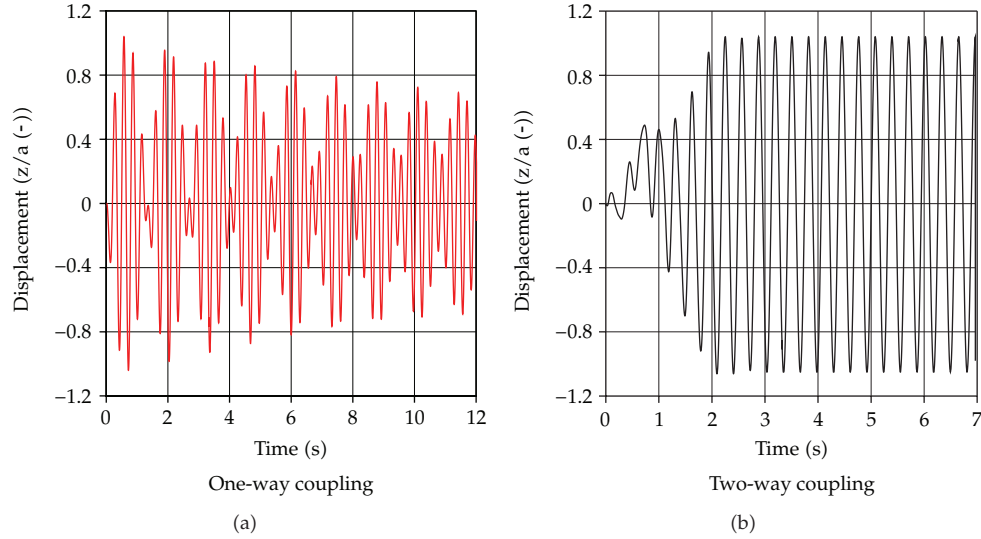 1.2
0.8
0.4
0
−0.4
−0.8
−1.2
Displacement (z/a (-))
0 2 4 6 8 10 12
Time (s)
One-way coupling
(a)
1.2
0.8
0.4
0
−0.4
−0.8
−1.2
Displacement (z/a (-))
0 1 2 3 4 5 6 7
Time (s)
Two-way coupling
(b)